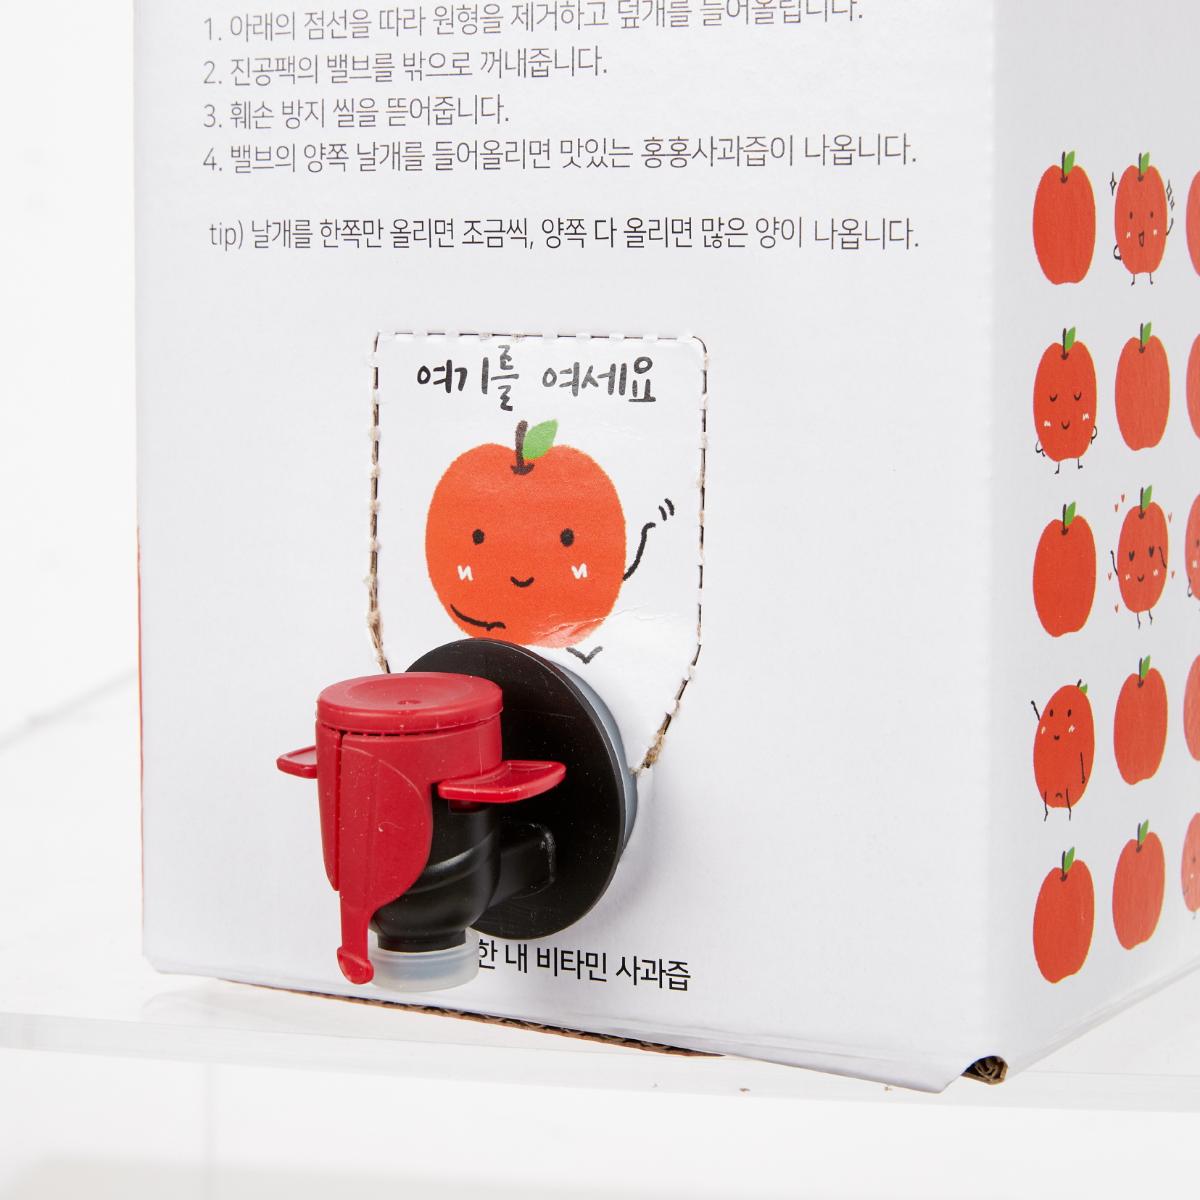 1. 아래의 점선을 따라 원형을 제거하고 덮개를 들어올립니다.
2. 진공팩의 밸브를 밖으로 꺼내줍니다.
3. 훼손 방지 씰을 뜯어줍니다.
4. 밸브의 양쪽 날개를 들어올리면 맛있는 홍홍사과즙이 나옵니다.
tip) 날개를 한쪽만 올리면 조금씩, 양쪽 다 올리면 많은 양이 나옵니다.
여기를 여세요
한 내 비타민 사과즙